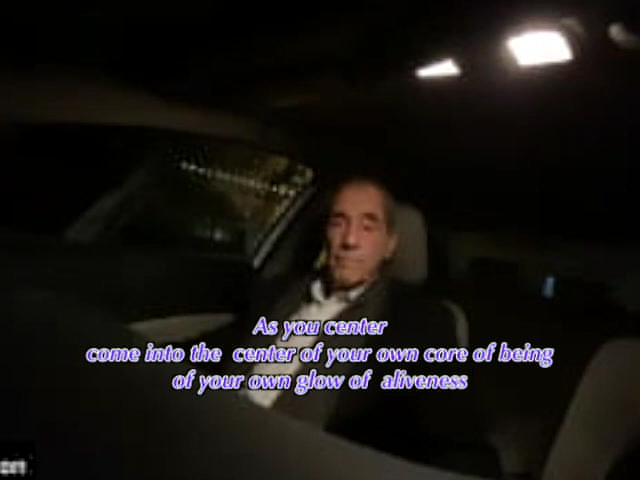 As you center
come into the center of your own core of being
of your own glow of aliveness